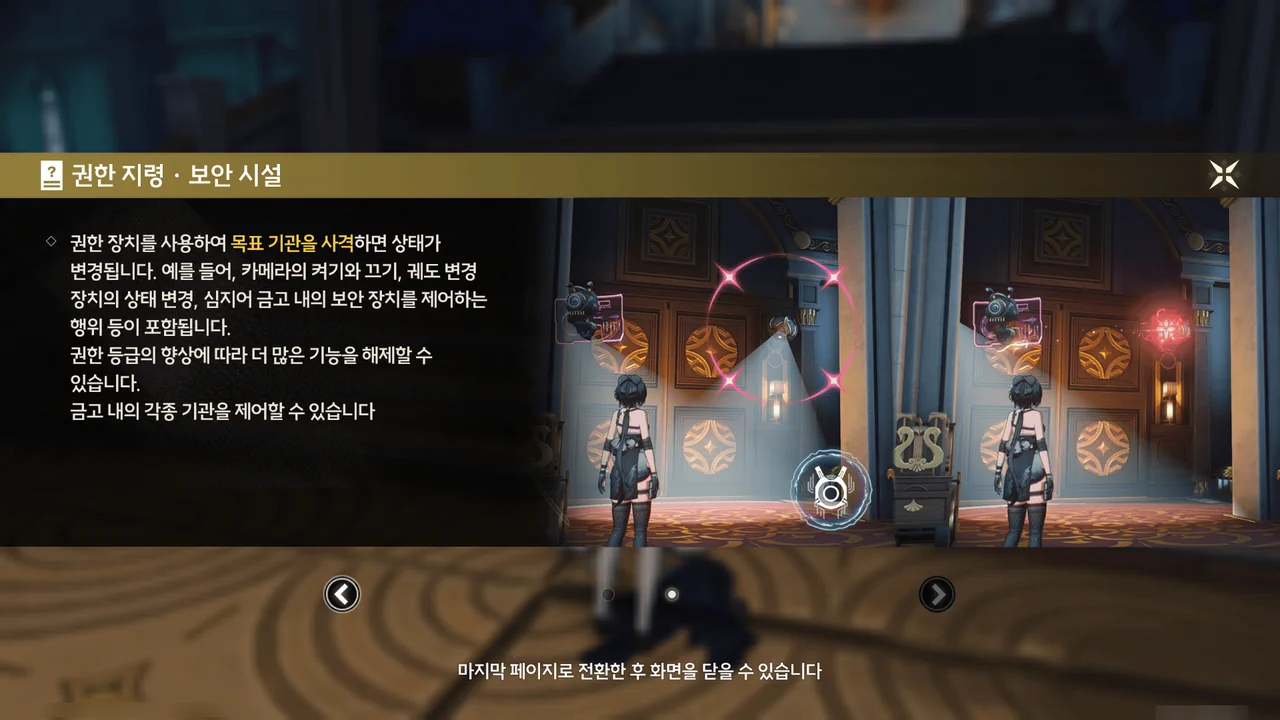 권한 지령 · 보안 시설
권한 장치를 사용하여 목표 기관을 사격하면 상태가
변경됩니다. 예를 들어, 카메라의 켜기와 끄기, 궤도 변경
장치의 상태 변경, 심지어 금고 내의 보안 장치를 제어하는
행위 등이 포함됩니다.
권한 등급의 향상에 따라 더 많은 기능을 해제할 수
있습니다.
금고 내의 각종 기관을 제어할 수 있습니다
마지막 페이지로 전환한 후 화면을 닫을 수 있습니다